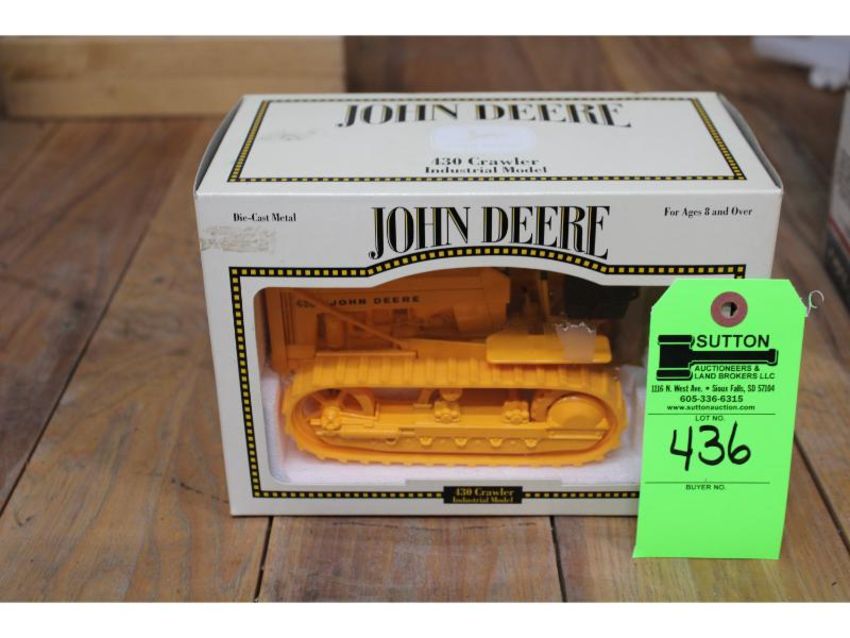 JOHN DEERE
430 Crawler
Industrial Model
Die-Cast Metal
JOHN DEERE
For Ages 8 and Over
430 JOHN DEERE
430 Crawler
Industrial Model
SUTTON
AUCTIONEERS &
LAND BROKERS LLC
1116 N. West Ave. • Sioux Falls, SD 57104
605-336-6315
www.suttonauction.com
LOT NO.
436
BUYER NO.